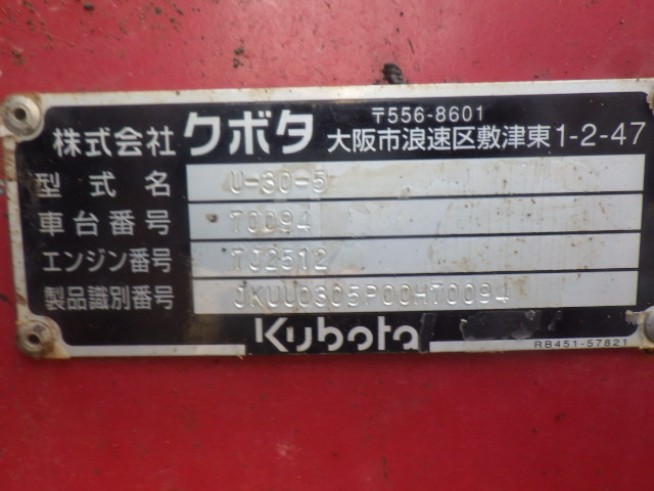 〒556-8601
株式会社クボタ 大阪市浪速区敷津東1-2-47
型式名 U-30-5
車台番号 70094
エンジン番号 7J2512
製品識別番号 JKUU0305P00H70094
Kubota
RB451-57821